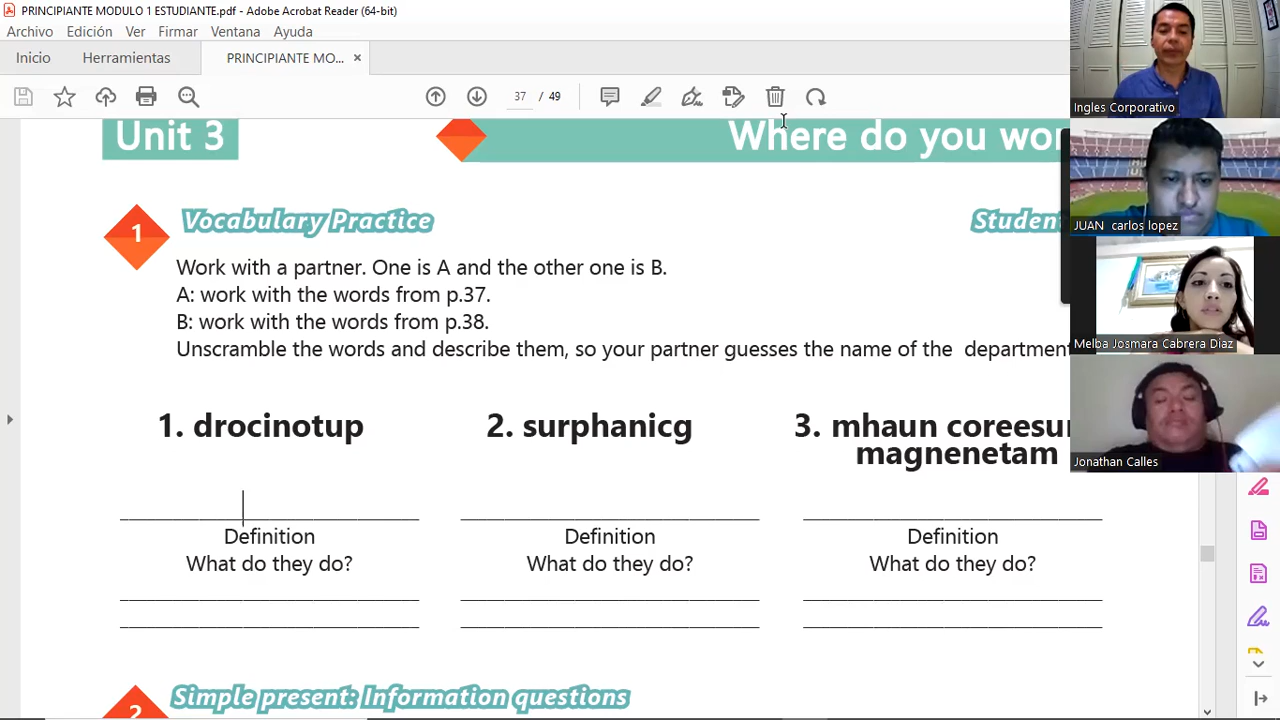 PRINCIPIANTE MODULO 1 ESTUDIANTE.pdf - Adobe Acrobat Reader (64-bit)
Archivo Edición Ver Firmar Ventana Ayuda
Inicio Herramientas PRINCIPIANTE MO... ×
37 / 49
Unit 3 Where do you wor
1 Vocabulary Practice Student
Work with a partner. One is A and the other one is B.
A: work with the words from p.37.
B: work with the words from p.38.
Unscramble the words and describe them, so your partner guesses the name of the department
1. drocinotup 2. surphanicg 3. mhaun coreesur
magnenetam
Definition Definition Definition
What do they do? What do they do? What do they do?
2 Simple present: Information questions
Ingles Corporativo
JUAN carlos lopez
Melba Josmara Cabrera Diaz
Jonathan Calles